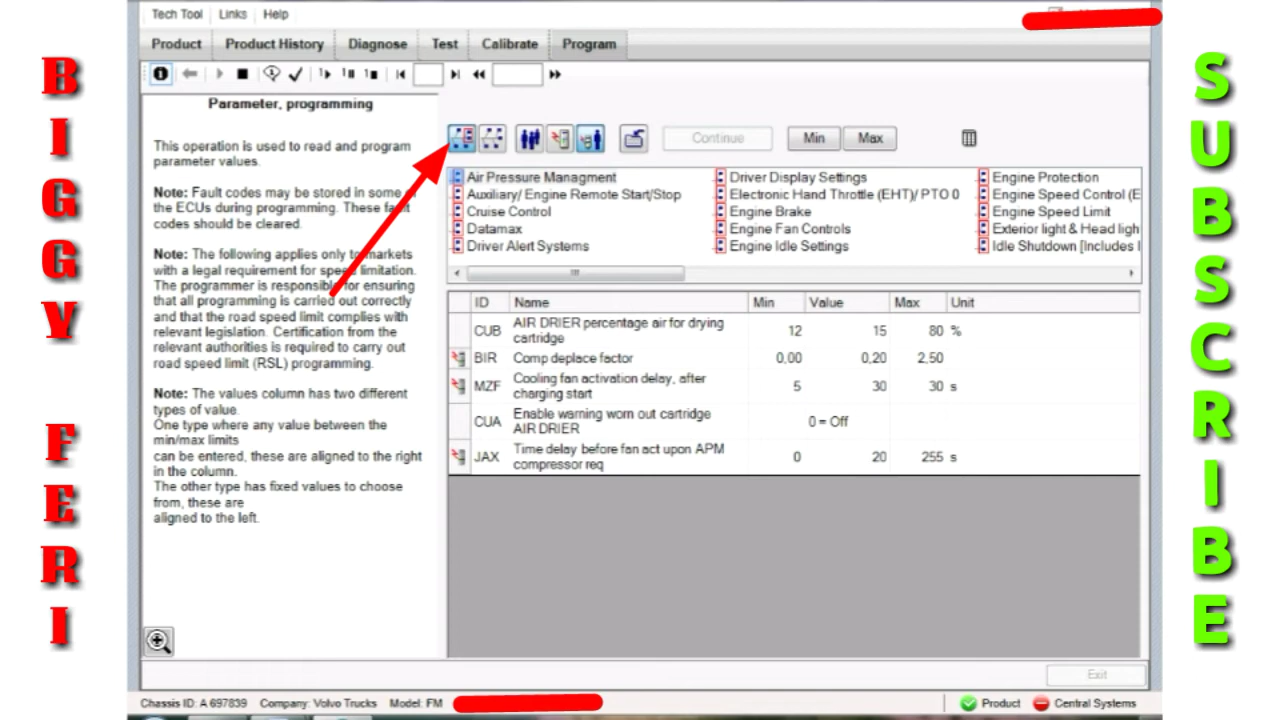 BIGGY FERI
Tech Tool Links Help
Product Product History Diagnose Test Calibrate Program
Parameter, programming
This operation is used to read and program
parameter values.
Note: Fault codes may be stored in some of
the ECUs during programming. These fault
codes should be cleared.
Note: The following applies only to markets
with a legal requirement for speed limitation.
The programmer is responsible for ensuring
that all programming is carried out correctly
and that the road speed limit complies with
relevant legislation. Certification from the
relevant authorities is required to carry out
road speed limit (RSL) programming.
Note: The values column has two different
types of value.
One type where any value between the
min/max limits
can be entered, these are aligned to the right
in the column.
The other type has fixed values to choose
from, these are
aligned to the left.
Continue Min Max
Air Pressure Managment Driver Display Settings Engine Protection
Auxiliary/ Engine Remote Start/Stop Electronic Hand Throttle (EHT)/ PTO 0 Engine Speed Control (E
Cruise Control Engine Brake Engine Speed Limit
Datamax Engine Fan Controls Exterior light & Head ligh
Driver Alert Systems Engine Idle Settings Idle Shutdown [Includes I
ID Name Min Value Max Unit
CUB AIR DRIER percentage air for drying 12 15 80 %
cartridge
BIR Comp deplace factor 0,00 0,20 2,50
MZF Cooling fan activation delay, after 5 30 30 s
charging start
CUA Enable warning worn out cartridge 0 = Off
AIR DRIER
JAX Time delay before fan act upon APM 0 20 255 s
compressor req
Exit
Chassis ID: A 697839 Company: Volvo Trucks Model: FM Product Central Systems
SUBSCRIBE